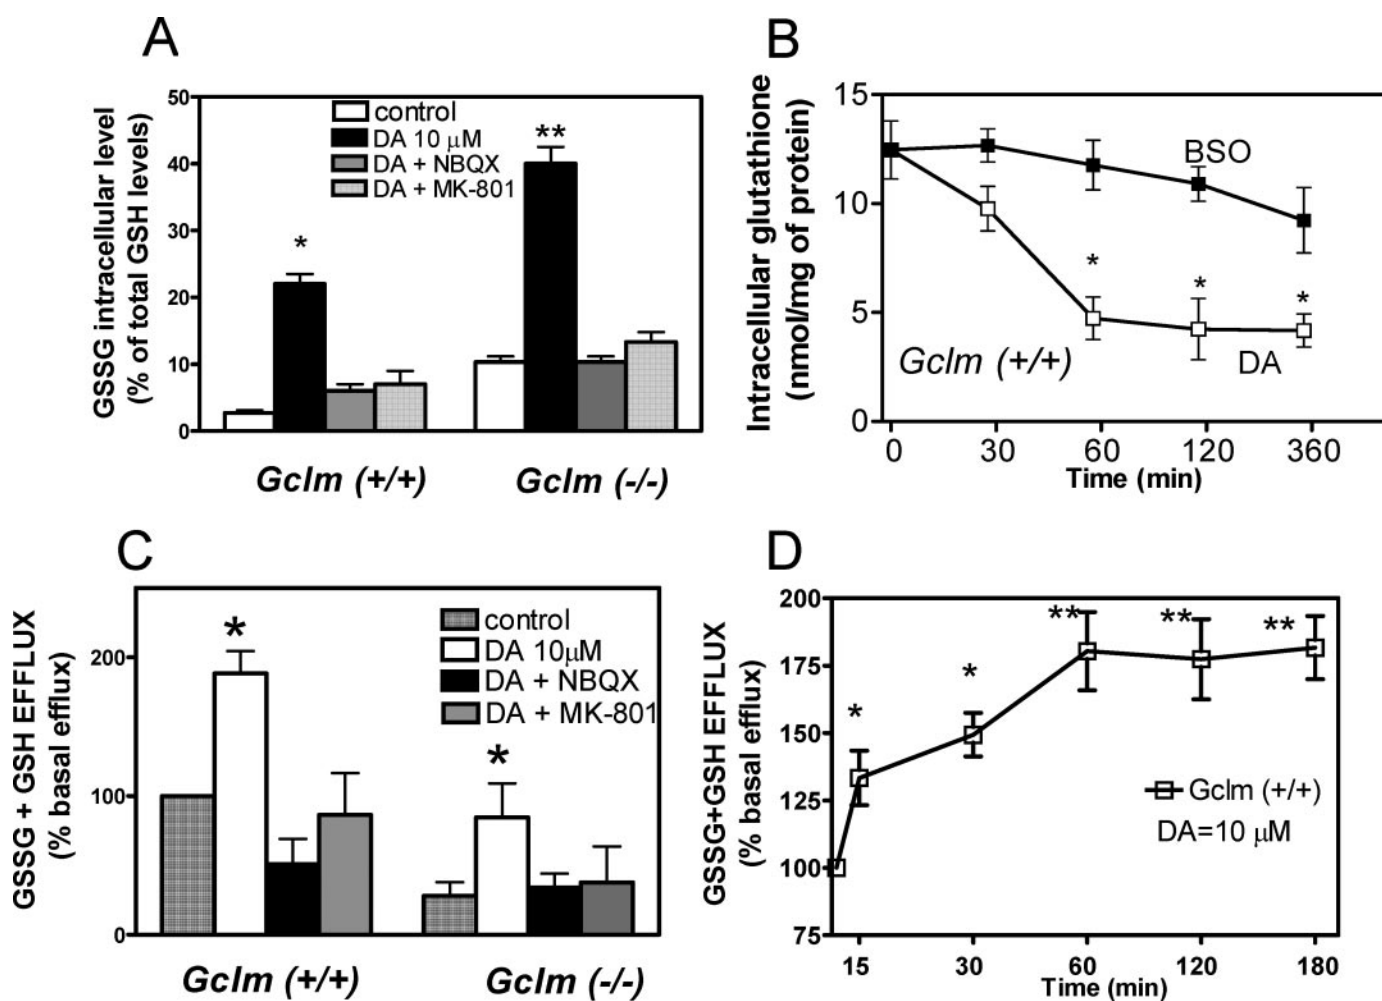 A
GSSG intracellular level
(% of total GSH levels)
50
40
30
20
10
0
control
DA 10 μM
DA + NBQX
DA + MK-801
*
**
Gclm (+/+)
Gclm (-/-)
B
Intracellular glutathione
(nmol/mg of protein)
15
10
5
0
BSO
*
*
*
Gclm (+/+)
DA
0
30
60
120
360
Time (min)
C
GSSG + GSH EFFLUX
(% basal efflux)
200
100
0
control
DA 10μM
DA + NBQX
DA + MK-801
*
*
Gclm (+/+)
Gclm (-/-)
D
GSSG+GSH EFFLUX
(% basal efflux)
200
175
150
125
100
75
*
*
**
**
**
Gclm (+/+)
DA=10 μM
15
30
60
120
180
Time (min)